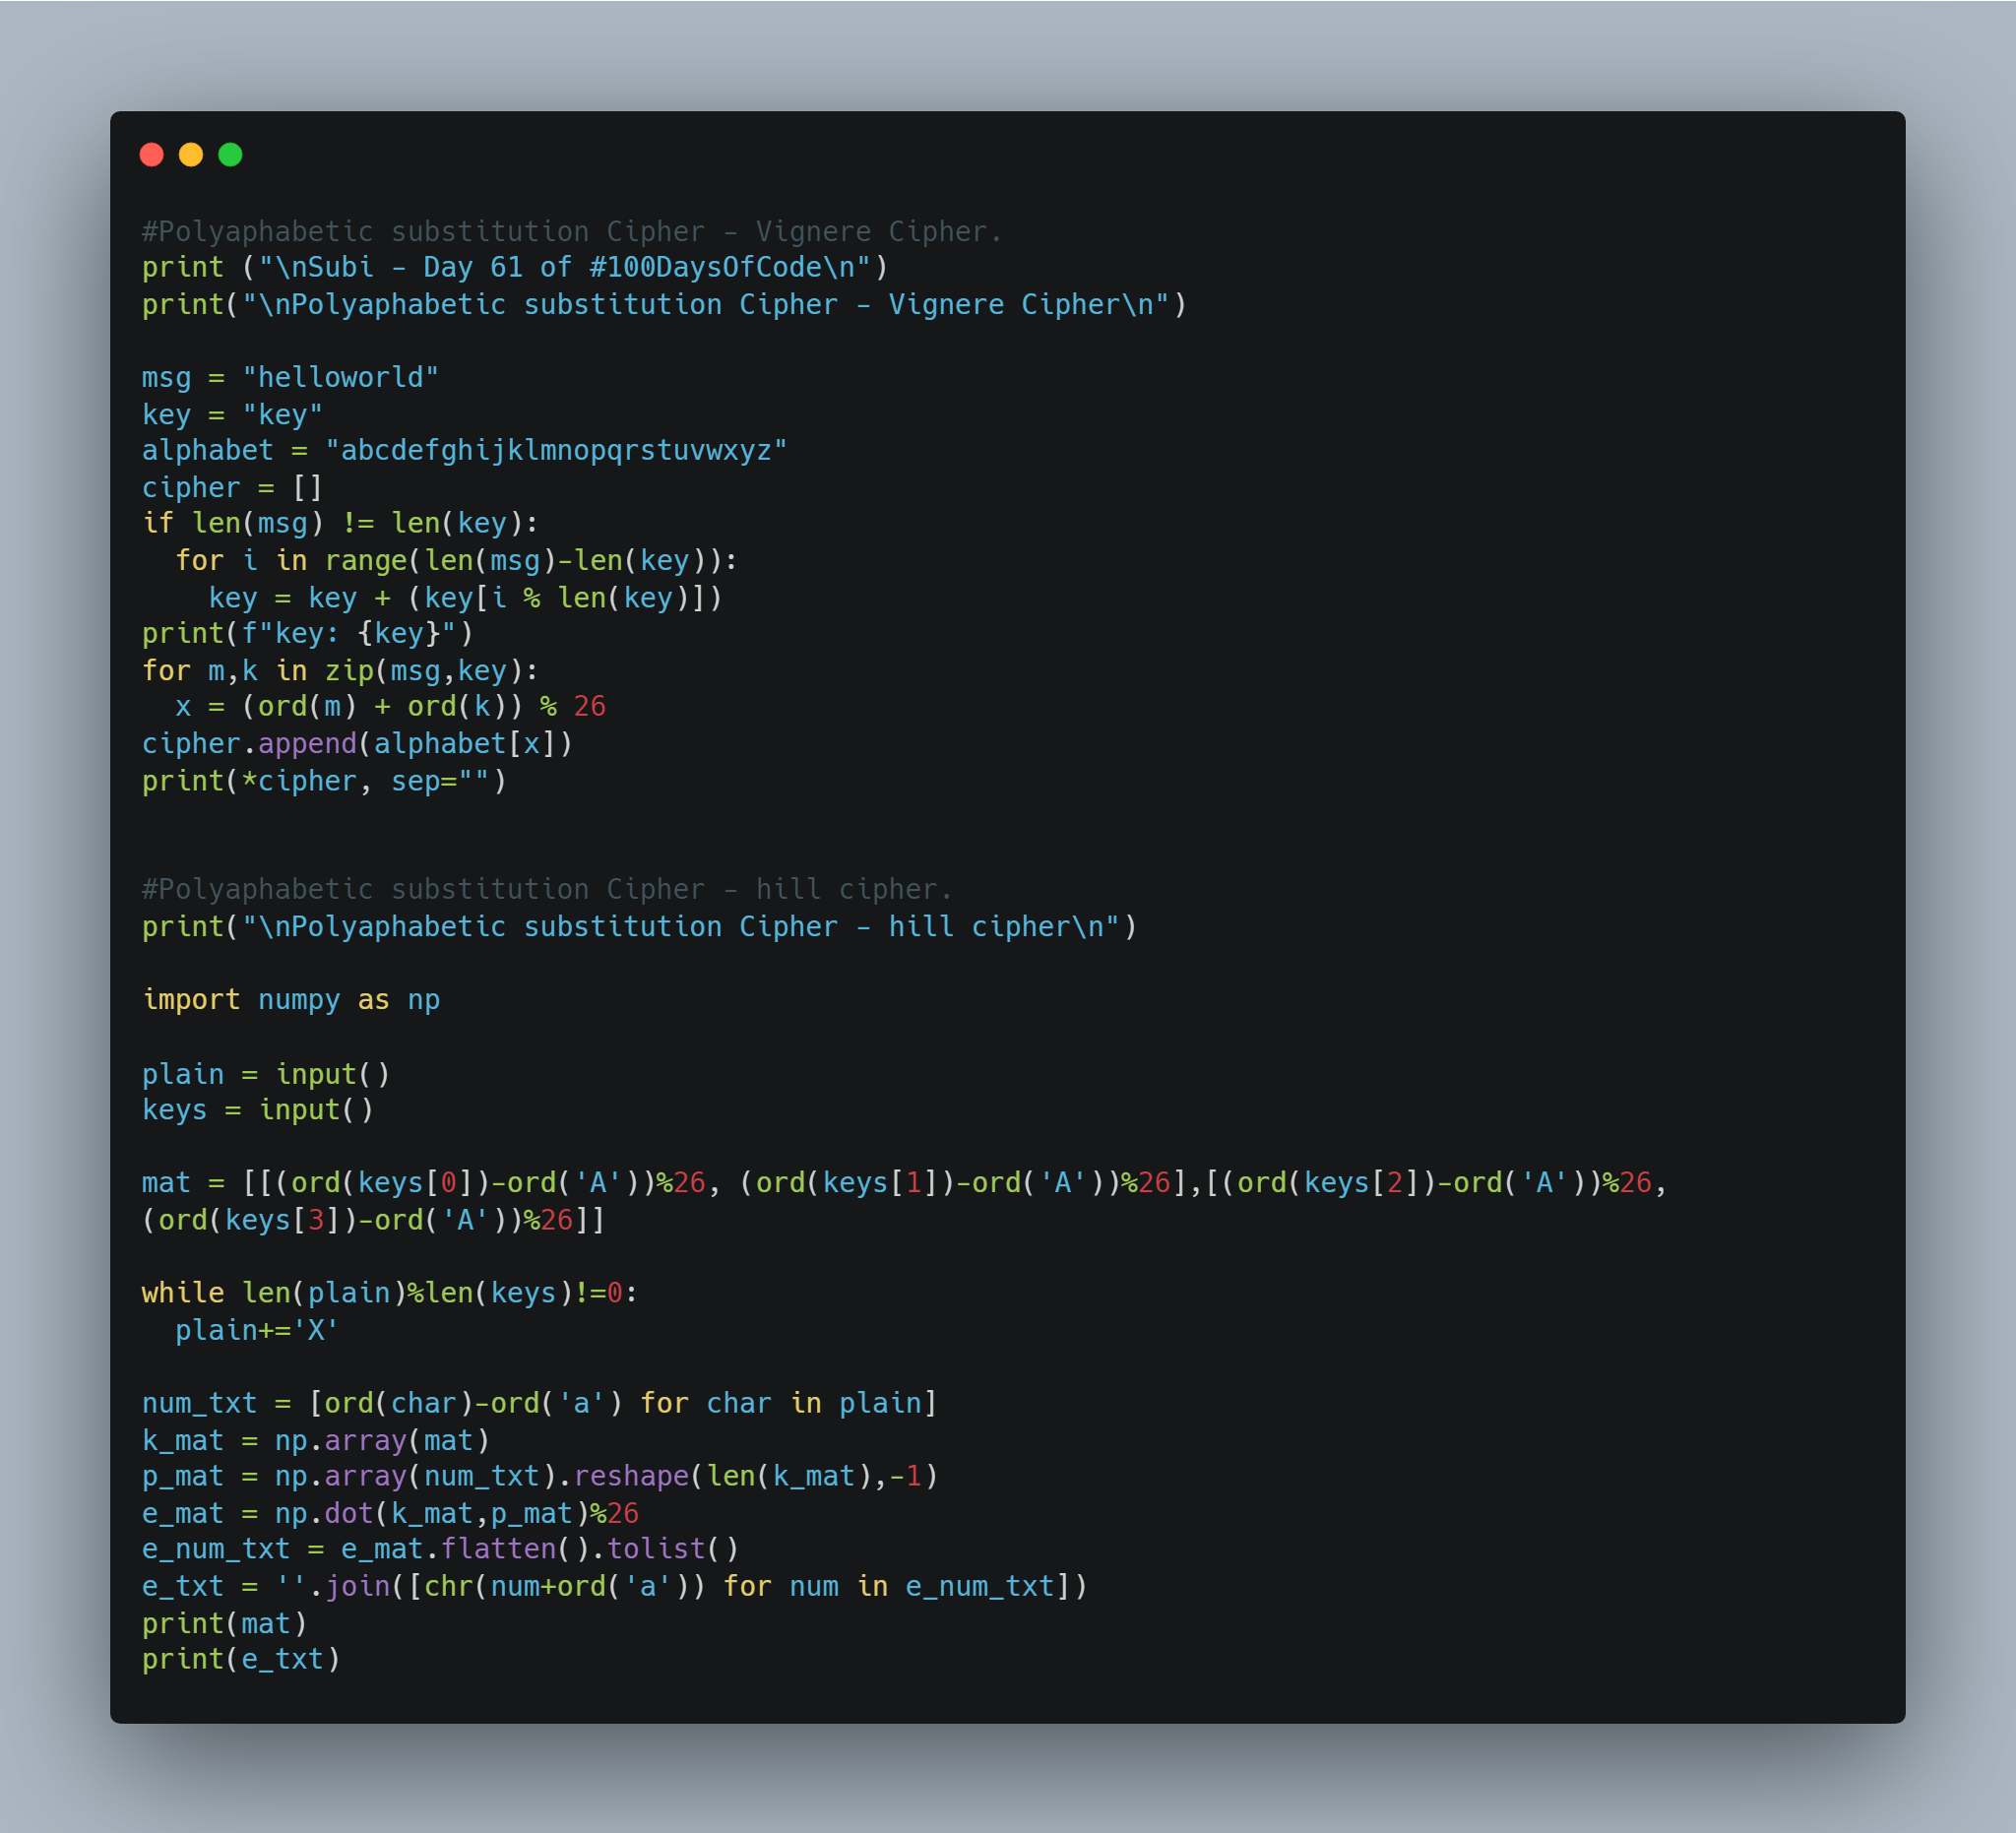 #Polyaphabetic substitution Cipher - Vignere Cipher.
print ("\nSubi - Day 61 of #100DaysOfCode\n")
print("\nPolyaphabetic substitution Cipher - Vignere Cipher\n")

msg = "helloworld"
key = "key"
alphabet = "abcdefghijklmnopqrstuvwxyz"
cipher = []
if len(msg) != len(key):
  for i in range(len(msg)-len(key)):
    key = key + (key[i % len(key)])
print(f"key: {key}")
for m,k in zip(msg,key):
  x = (ord(m) + ord(k)) % 26
cipher.append(alphabet[x])
print(*cipher, sep="")

#Polyaphabetic substitution Cipher - hill cipher.
print("\nPolyaphabetic substitution Cipher - hill cipher\n")

import numpy as np

plain = input()
keys = input()

mat = [[(ord(keys[0])-ord('A'))%26, (ord(keys[1])-ord('A'))%26],[(ord(keys[2])-ord('A'))%26,
(ord(keys[3])-ord('A'))%26]]

while len(plain)%len(keys)!=0:
  plain+='X'

num_txt = [ord(char)-ord('a') for char in plain]
k_mat = np.array(mat)
p_mat = np.array(num_txt).reshape(len(k_mat),-1)
e_mat = np.dot(k_mat,p_mat)%26
e_num_txt = e_mat.flatten().tolist()
e_txt = ''.join([chr(num+ord('a')) for num in e_num_txt])
print(mat)
print(e_txt)